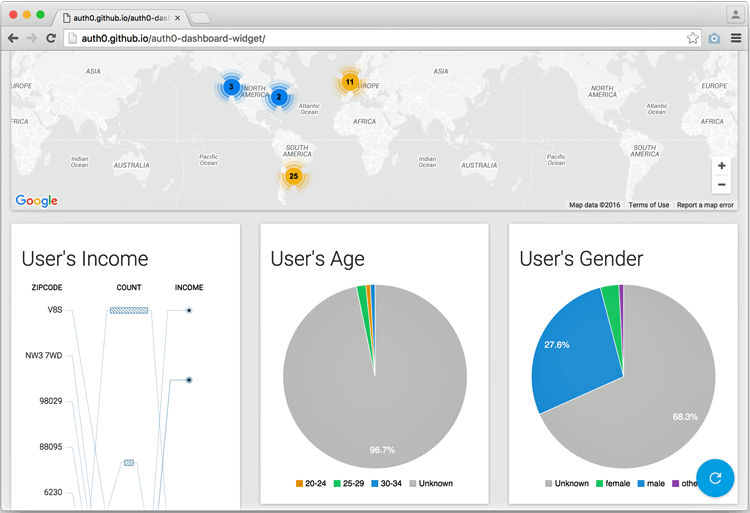 auth0.github.io/auth0-das
auth0.github.io/auth0-dashboard-widget/
ASIA
EUROPE
NORTH
AMERICA
Atlantic
Ocean
AFRICA
Indian
Ocean
AUSTRALIA
Pacific
Ocean
SOUTH
AMERICA
3
2
11
25
EUROPE
ASIA
AFRICA
Indian
Ocean
AUSTRALIA
Pacific
Ocean
NORTH
AMERICA
Atlantic
Ocean
SOUTH
AMERICA
+
−
Google
Map data ©2016 Terms of Use Report a map error
User's Income
ZIPCODE COUNT INCOME
V8S
NW3 7WD
98029
88095
6230
User's Age
96.7%
20-24 25-29 30-34 Unknown
User's Gender
27.6%
68.3%
Unknown female male othe